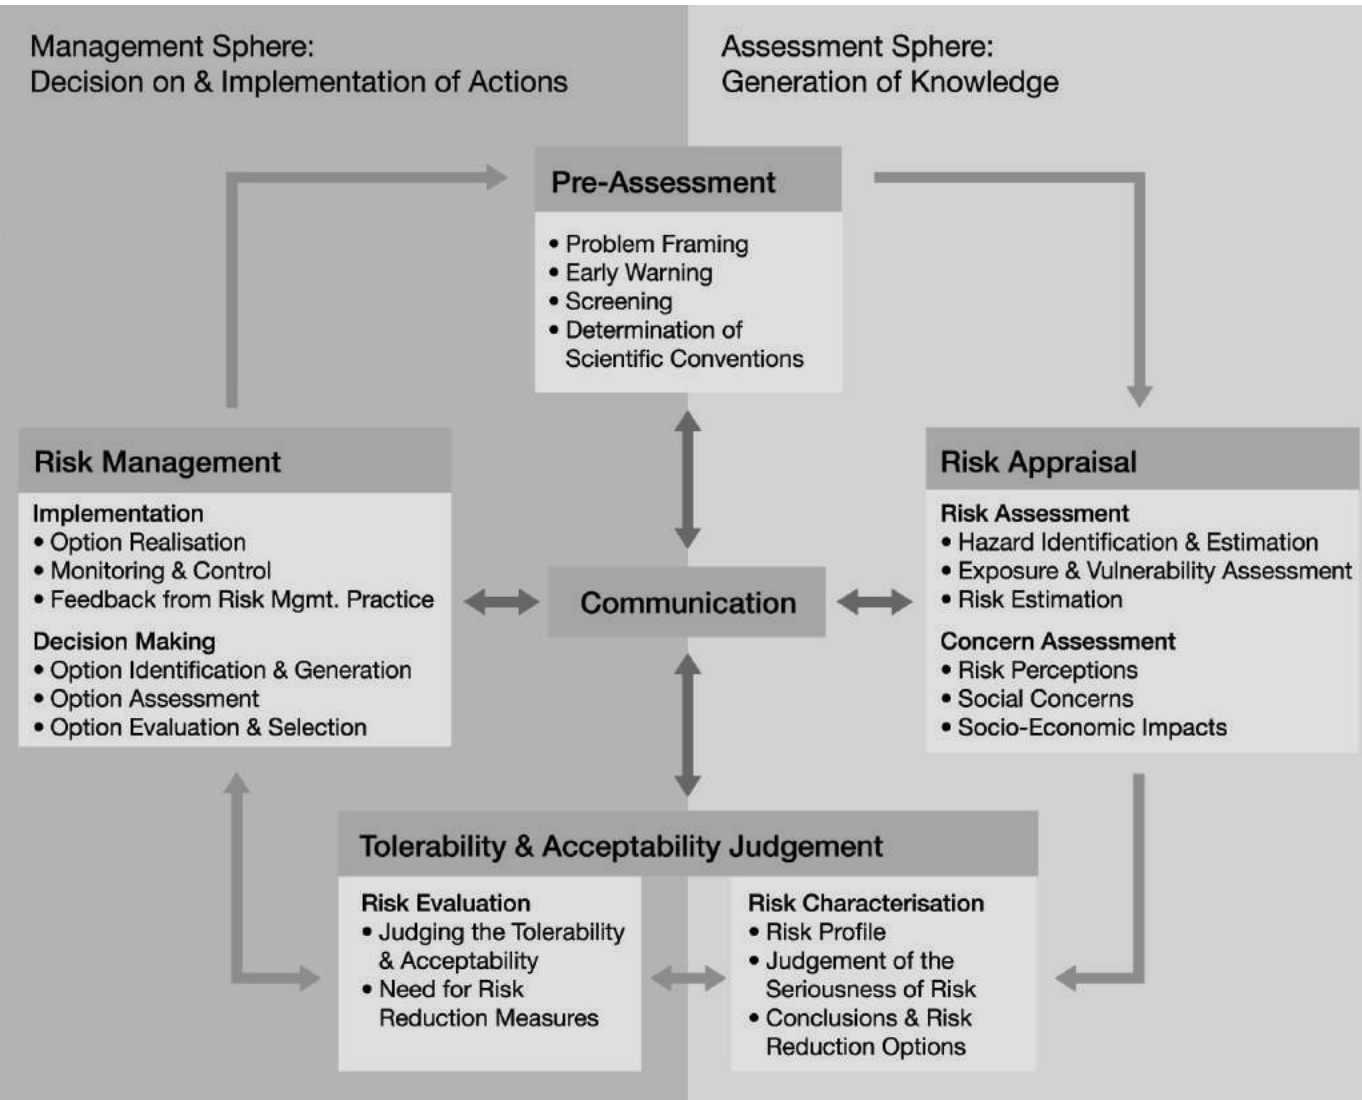 Management Sphere:
Decision on & Implementation of Actions
Assessment Sphere:
Generation of Knowledge
Pre-Assessment
• Problem Framing
• Early Warning
• Screening
• Determination of
Scientific Conventions
Risk Management
Implementation
• Option Realisation
• Monitoring & Control
• Feedback from Risk Mgmt. Practice
Decision Making
• Option Identification & Generation
• Option Assessment
• Option Evaluation & Selection
Communication
Risk Appraisal
Risk Assessment
• Hazard Identification & Estimation
• Exposure & Vulnerability Assessment
• Risk Estimation
Concern Assessment
• Risk Perceptions
• Social Concerns
• Socio-Economic Impacts
Tolerability & Acceptability Judgement
Risk Evaluation
• Judging the Tolerability
& Acceptability
• Need for Risk
Reduction Measures
Risk Characterisation
• Risk Profile
• Judgement of the
Seriousness of Risk
• Conclusions & Risk
Reduction Options